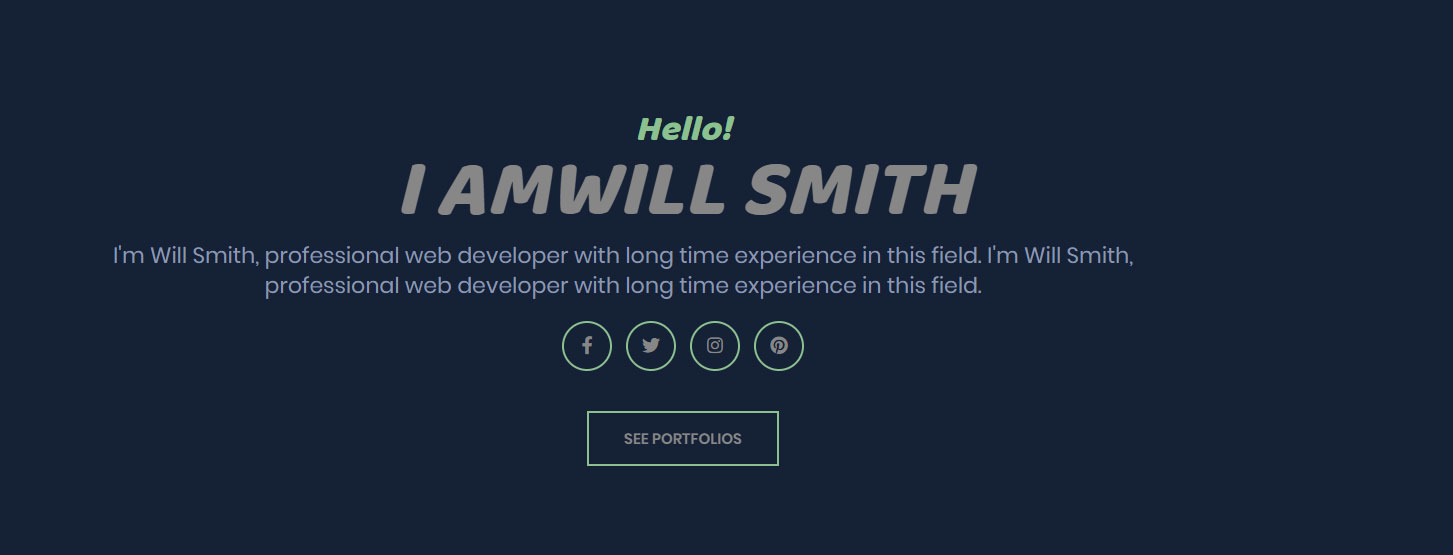 Hello!
I AMWILL SMITH
I'm Will Smith, professional web developer with long time experience in this field. I'm Will Smith,
professional web developer with long time experience in this field.
SEE PORTFOLIOS